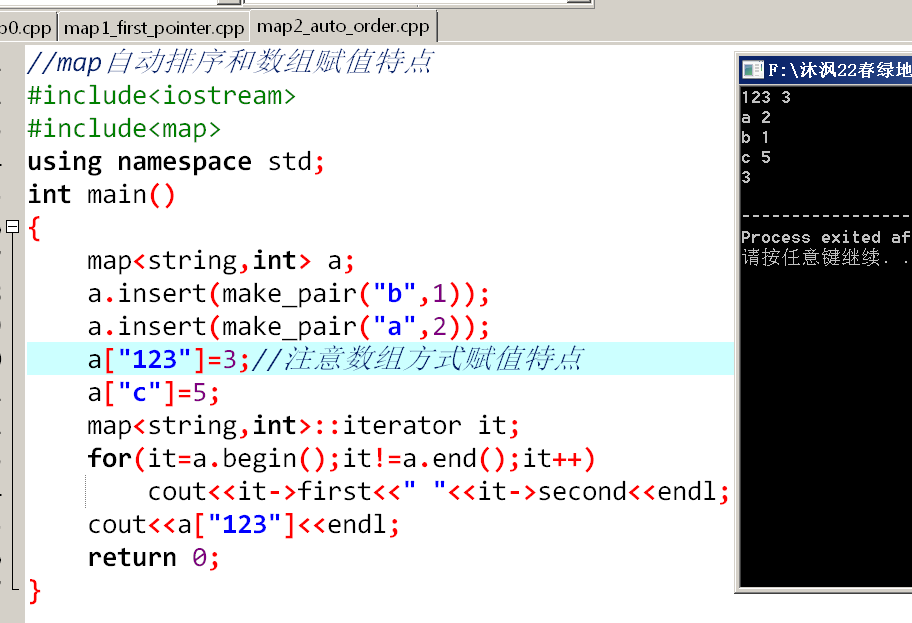 b0.cpp map1_first_pointer.cpp map2_auto_order.cpp
//map自动排序和数组赋值特点
#include<iostream>
#include<map>
using namespace std;
int main()
{
map<string,int> a;
a.insert(make_pair("b",1));
a.insert(make_pair("a",2));
a["123"]=3;//注意数组方式赋值特点
a["c"]=5;
map<string,int>::iterator it;
for(it=a.begin();it!=a.end();it++)
cout<<it->first<<" "<<it->second<<endl;
cout<<a["123"]<<endl;
return 0;
}
F:\沐沨22春绿地
123 3
a 2
b 1
c 5
3
--------------------------------
Process exited af
请按任意键继续. .